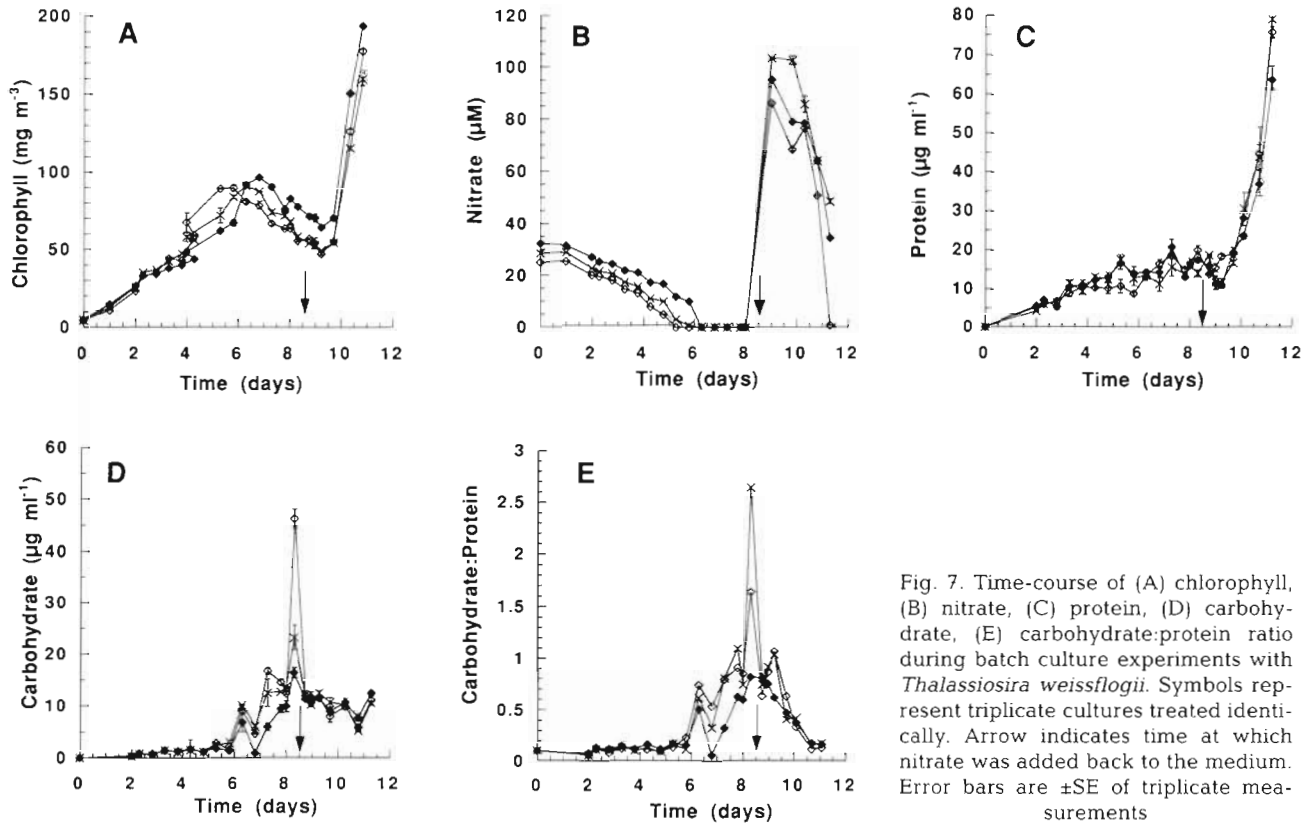 A
Chlorophyll (mg m⁻³)
200
150
100
50
0
0 2 4 6 8 10 12
Time (days)
B
Nitrate (µM)
120
100
80
60
40
20
0
0 2 4 6 8 10 12
Time (days)
C
Protein (µg ml⁻¹)
80
70
60
50
40
30
20
10
0
0 2 4 6 8 10 12
Time (days)
D
Carbohydrate (µg ml⁻¹)
60
50
40
30
20
10
0
0 2 4 6 8 10 12
Time (days)
E
Carbohydrate:Protein
3
2.5
2
1.5
1
0.5
0
0 2 4 6 8 10 12
Time (days)
Fig. 7. Time-course of (A) chlorophyll,
(B) nitrate, (C) protein, (D) carbohy-
drate, (E) carbohydrate:protein ratio
during batch culture experiments with
Thalassiosira weissflogii. Symbols rep-
resent triplicate cultures treated identi-
cally. Arrow indicates time at which
nitrate was added back to the medium.
Error bars are ±SE of triplicate mea-
surements